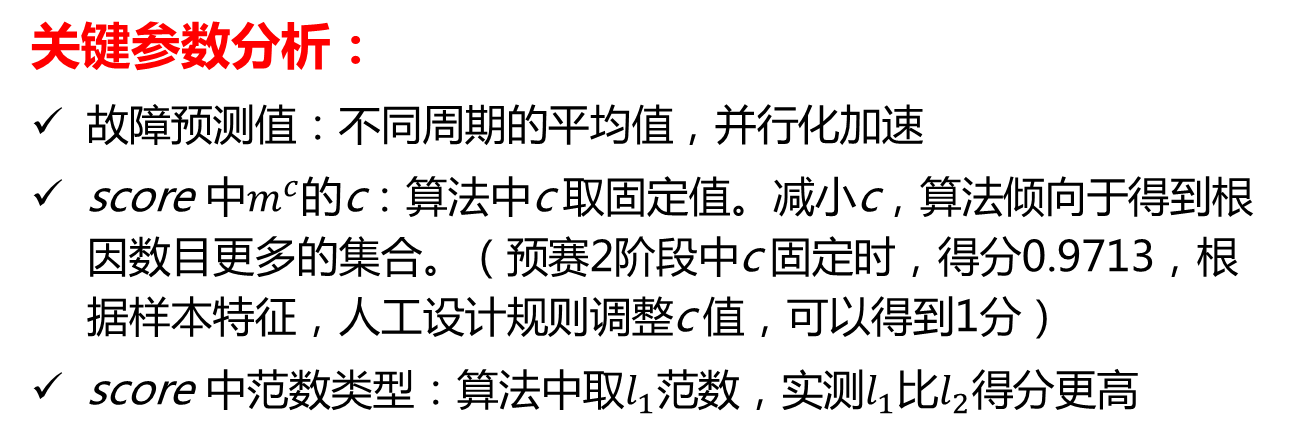 关键参数分析：
✓ 故障预测值：不同周期的平均值，并行化加速
✓ score 中m^c的c：算法中c 取固定值。减小c，算法倾向于得到根
因数目更多的集合。（预赛2阶段中c 固定时，得分0.9713，根
据样本特征，人工设计规则调整c 值，可以得到1分）
✓ score 中范数类型：算法中取l₁范数，实测l₁比l₂得分更高